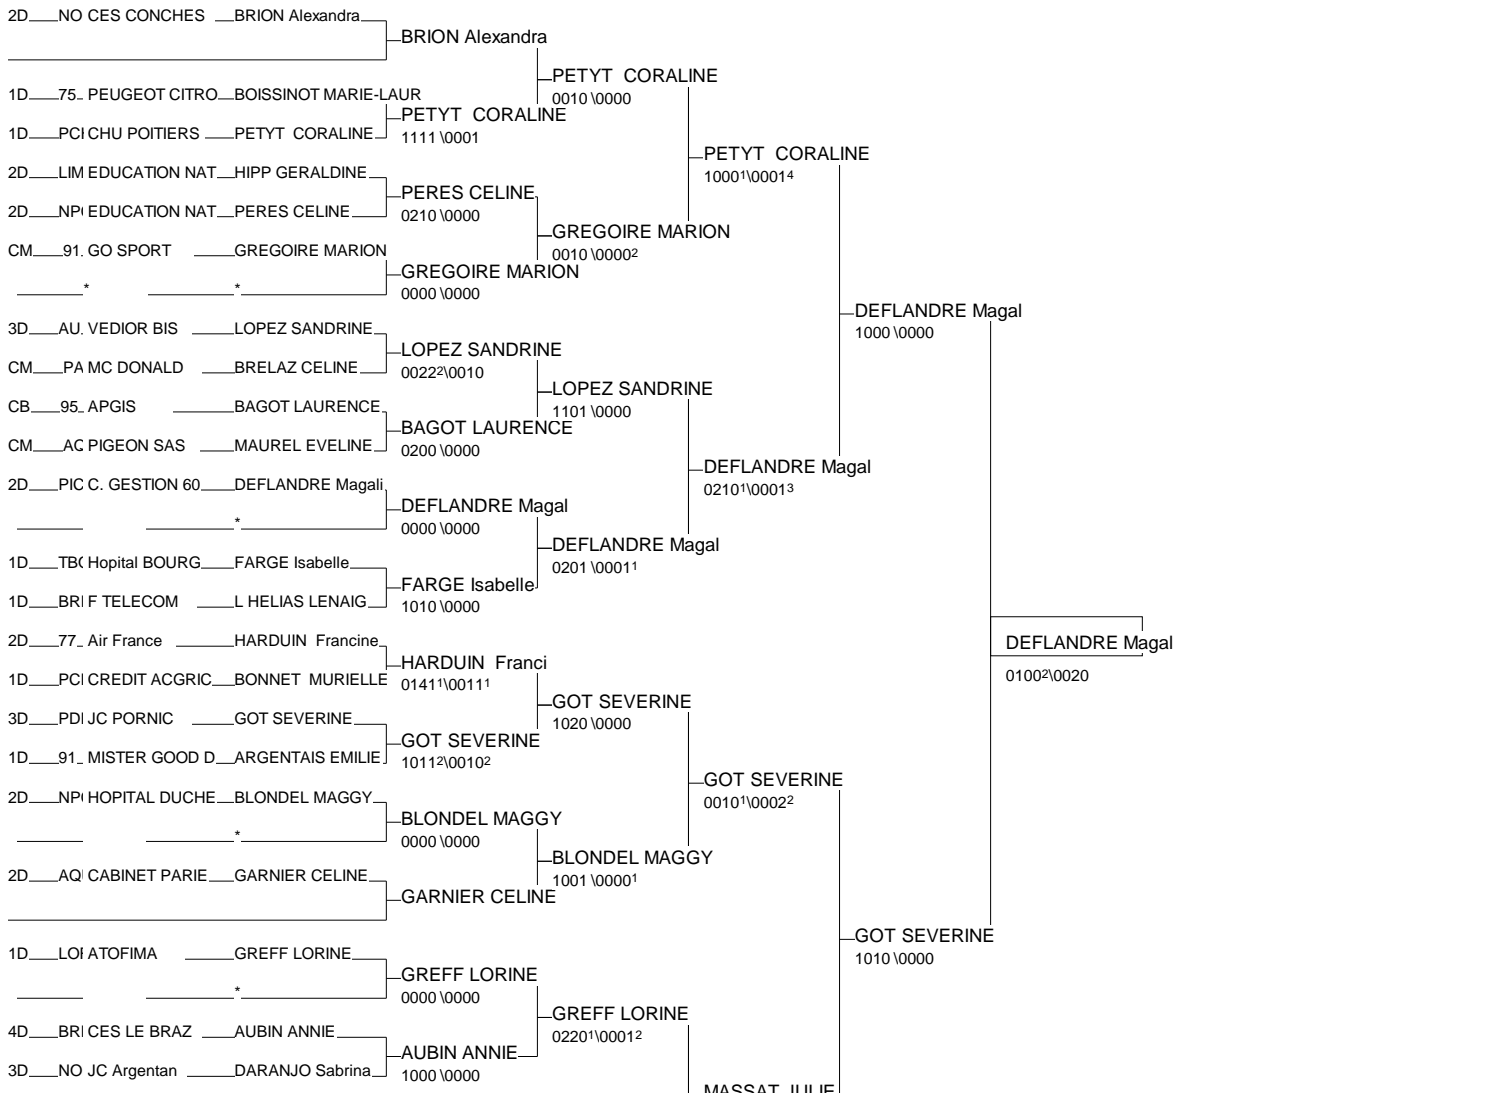 2D NO CES CONCHES BRION Alexandra
BRION Alexandra
PETYT CORALINE
1D 75_ PEUGEOT CITRO BOISSINOT MARIE-LAUR
0010\0000
PETYT CORALINE
1D PCI CHU POITIERS PETYT CORALINE
1111\0001
PETYT CORALINE
2D LIM EDUCATION NAT HIPP GERALDINE
10001\00014
PERES CELINE
2D NP( EDUCATION NAT PERES CELINE
0210\0000
GREGOIRE MARION
CM 91. GO SPORT GREGOIRE MARION
0010\00002
GREGOIRE MARION
* *
0000\0000
DEFLANDRE Magal
3D AU. VEDIOR BIS LOPEZ SANDRINE
1000\0000
LOPEZ SANDRINE
CM PA MC DONALD BRELAZ CELINE
00222\0010
LOPEZ SANDRINE
CB 95_ APGIS BAGOT LAURENCE
1101\0000
BAGOT LAURENCE
CM AQ PIGEON SAS MAUREL EVELINE
0200\0000
DEFLANDRE Magal
2D PIC C. GESTION 60 DEFLANDRE Magali
02101\00013
DEFLANDRE Magal
*
0000\0000
DEFLANDRE Magal
1D TB( Hopital BOURG FARGE Isabelle
0201\00011
FARGE Isabelle
1D BRI F TELECOM L HELIAS LENAIG
1010\0000
2D 77_ Air France HARDUIN Francine
DEFLANDRE Magal
HARDUIN Franci
1D PCI CREDIT ACGRIC BONNET MURIELLE
01411\00111
01002\0020
GOT SEVERINE
3D PDI JC PORNIC GOT SEVERINE
1020\0000
GOT SEVERINE
1D 91_ MISTER GOOD D ARGENTAIS EMILIE
10112\00102
GOT SEVERINE
2D NP( HOPITAL DUCHE BLONDEL MAGGY
00101\00022
BLONDEL MAGGY
*
0000\0000
BLONDEL MAGGY
2D AQ CABINET PARIE GARNIER CELINE
1001\00001
GARNIER CELINE
GOT SEVERINE
1D LOI ATOFIMA GREFF LORINE
1010\0000
GREFF LORINE
*
0000\0000
GREFF LORINE
4D BRI CES LE BRAZ AUBIN ANNIE
02201\00012
AUBIN ANNIE
3D NO JC Argentan DARANJO Sabrina
1000\0000
MASSAT JULIE